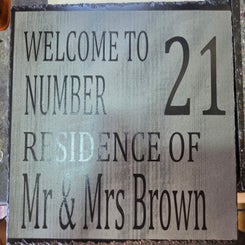 WELCOME TO
NUMBER 21
RESIDENCE OF
Mr & Mrs Brown